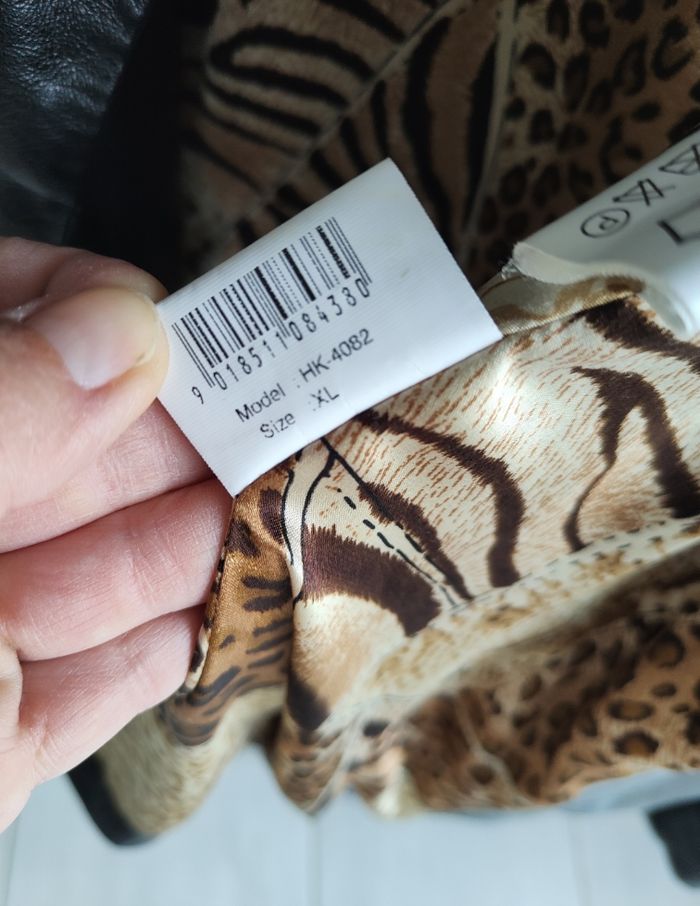 9 018511 084380
Model : HK-4082
Size : XL
P